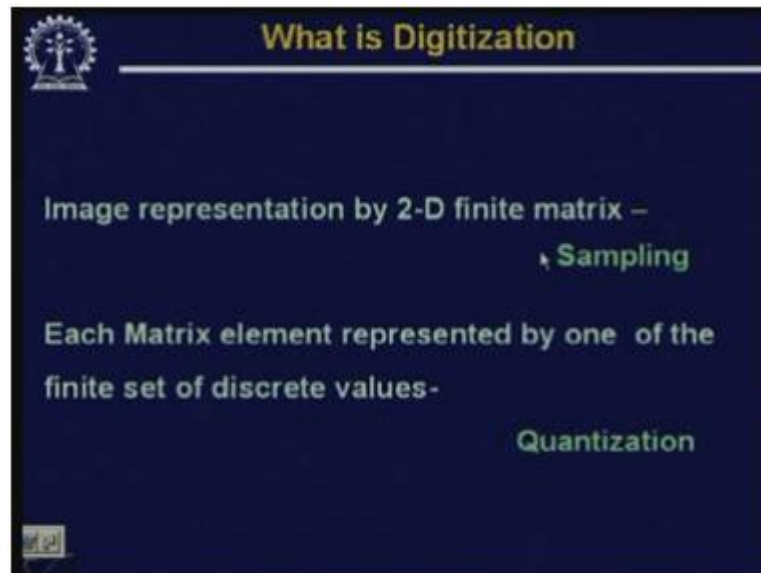 What is Digitization
Image representation by 2-D finite matrix –
Sampling
Each Matrix element represented by one of the
finite set of discrete values-
Quantization